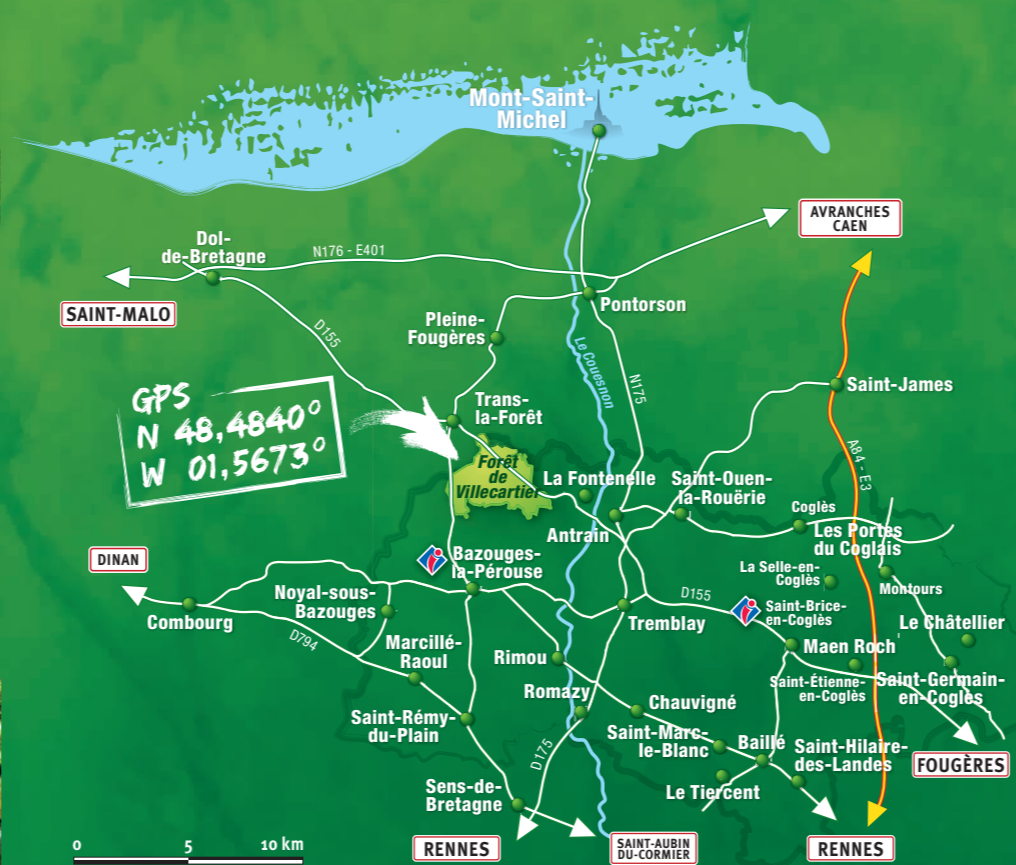 Mont-Saint-
Michel
AVRANCHES
CAEN
Dol-
de-Bretagne
N176 - E401
SAINT-MALO
Pontorson
Pleine-
Fougères
D155
Le Couesnon
N175
Saint-James
GPS
N 48,4840°
W 01,5673°
Trans-
la-Forêt
A84 - E3
Forêt
de
Villecartier
La Fontenelle
Saint-Ouen-
la-Rouërie
Antrain
Coglès
Les Portes
du Coglais
DINAN
Bazouges-
la-Pérouse
La Selle-en-
Coglès
Montours
Noyal-sous-
Bazouges
D155
Saint-Brice-
en-Coglès
Combourg
Tremblay
Le Châtellier
D794
Marcillé-
Raoul
Rimou
Maen Roch
Saint-Étienne-
en-Coglès
Saint-Germain-
en-Coglès
Romazy
Chauvigné
Saint-Rémy-
du-Plain
Saint-Marc-
le-Blanc
Baillé
Saint-Hilaire-
des-Landes
D175
FOUGÈRES
Sens-de-
Bretagne
Le Tiercent
0 5 10 km
RENNES
SAINT-AUBIN
DU-CORMIER
RENNES